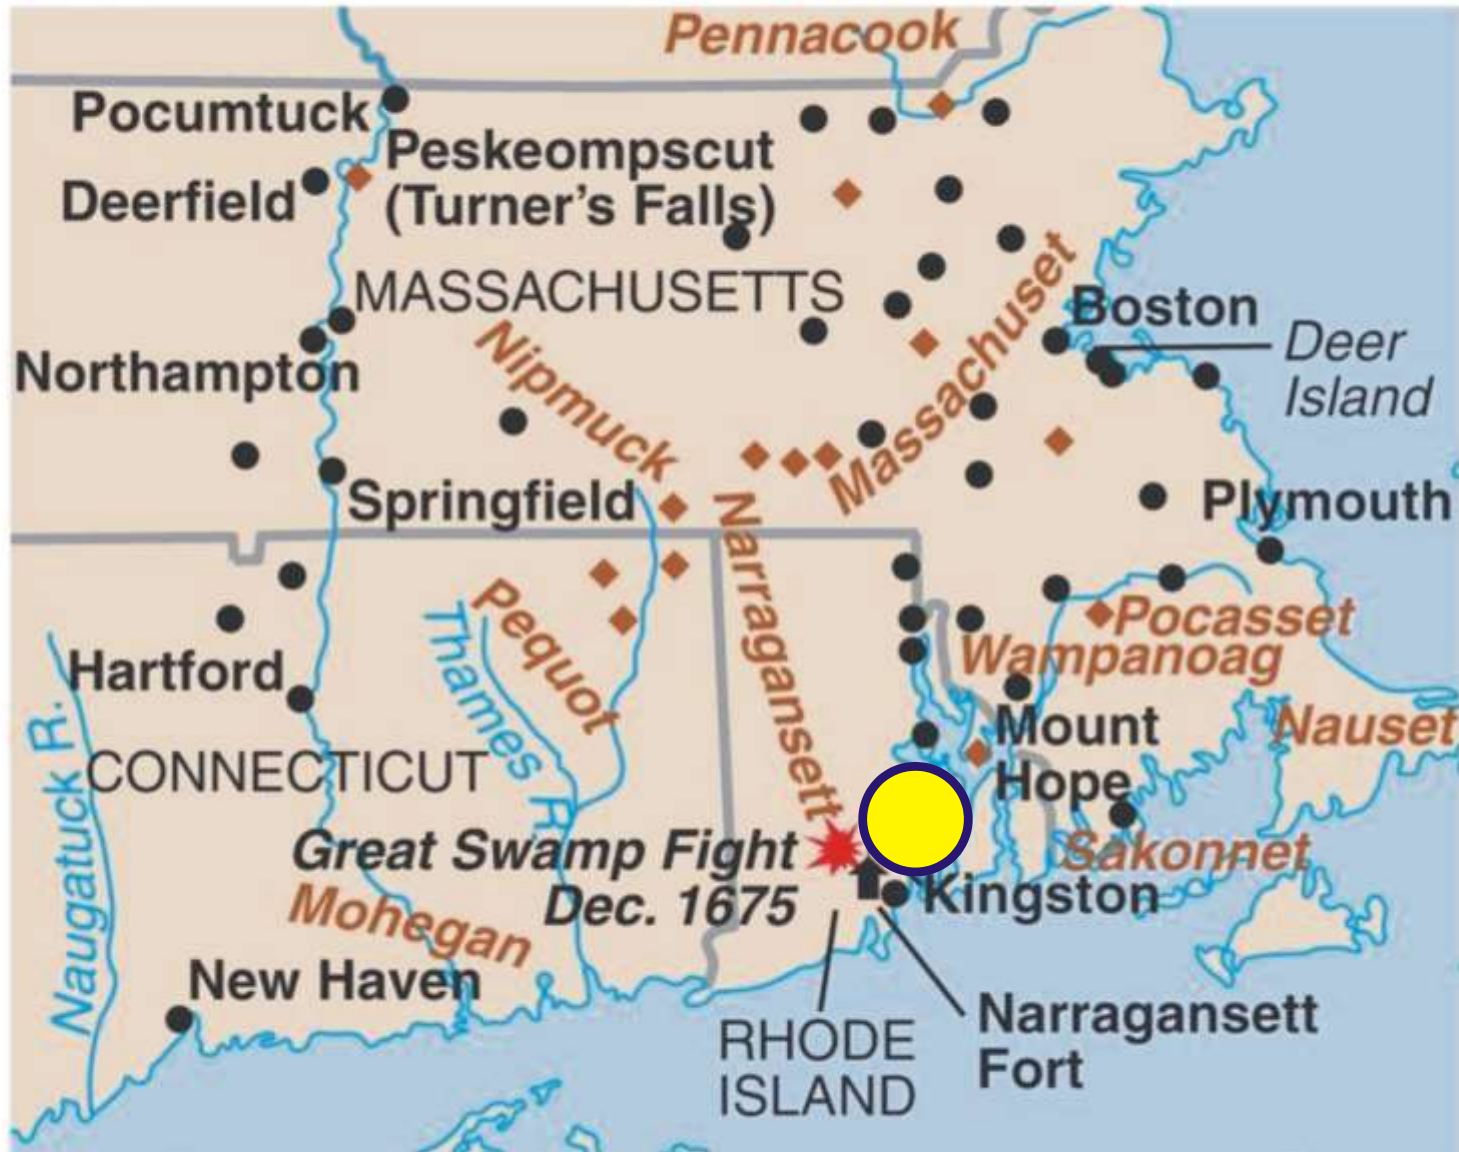 Pennacook
Pocumtuck
Peskeompscut
(Turner's Falls)
Deerfield
MASSACHUSETTS
Massachuset
Boston
Deer
Island
Nipmuck
Northampton
Springfield
Plymouth
Narragansett
Pequot
Thames R.
Pocasset
Wampanoag
Hartford
Nauset
Mount
Hope
Naugatuck R.
CONNECTICUT
Great Swamp Fight
Dec. 1675
Sakonnet
Kingston
Mohegan
New Haven
Narragansett
Fort
RHODE
ISLAND